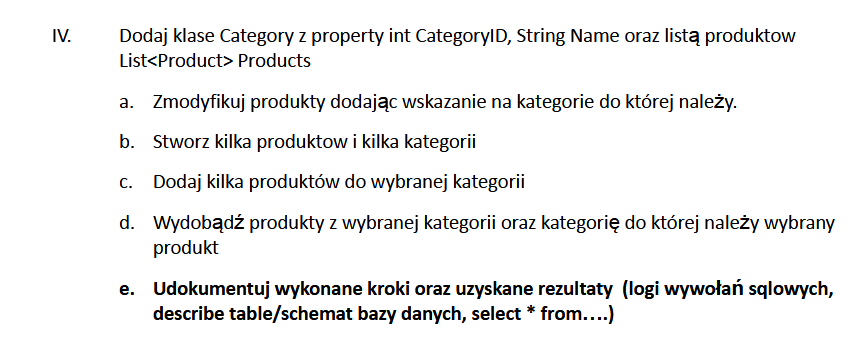 IV. Dodaj klase Category z property int CategoryID, String Name oraz listą produktow
List<Product> Products
a. Zmodyfikuj produkty dodając wskazanie na kategorie do której należy.
b. Stworz kilka produktow i kilka kategorii
c. Dodaj kilka produktów do wybranej kategorii
d. Wydobądź produkty z wybranej kategorii oraz kategorię do której należy wybrany
produkt
e. Udokumentuj wykonane kroki oraz uzyskane rezultaty (logi wywołań sqlowych,
describe table/schemat bazy danych, select * from….)